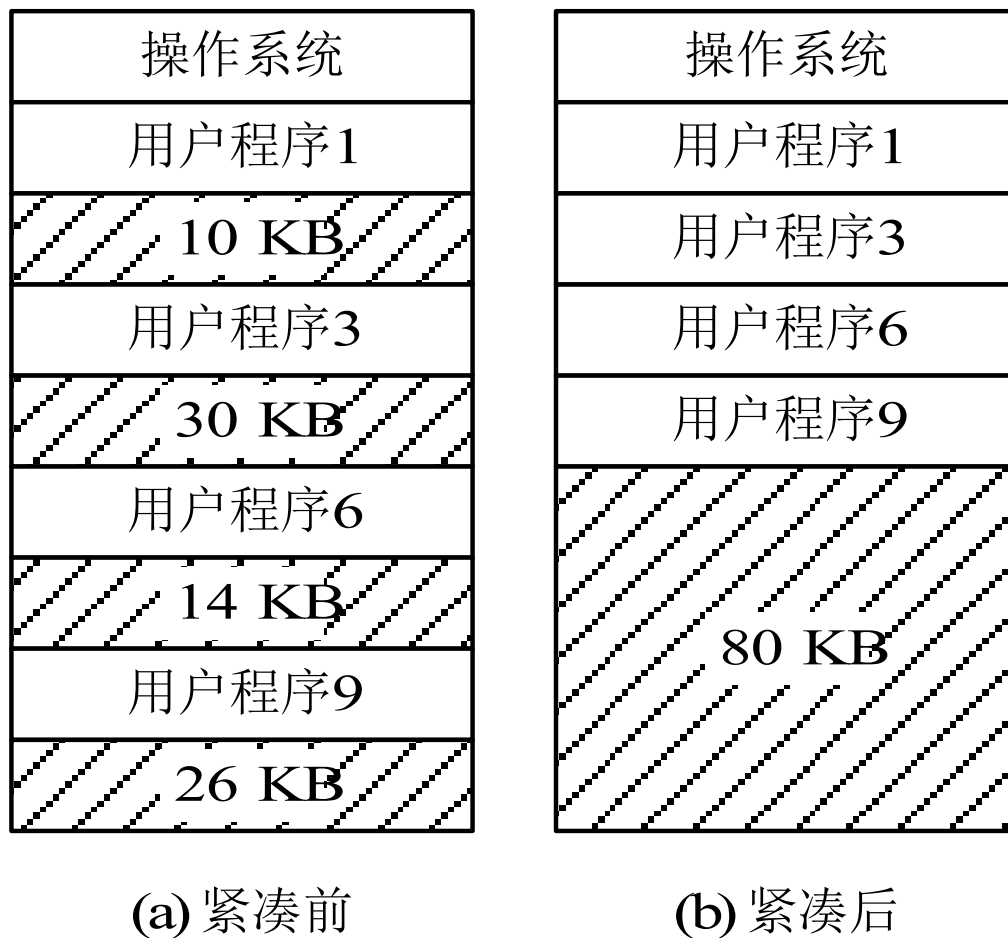 操作系统
用户程序1
10 KB
用户程序3
30 KB
用户程序6
14 KB
用户程序9
26 KB
(a) 紧凑前
操作系统
用户程序1
用户程序3
用户程序6
用户程序9
80 KB
(b) 紧凑后